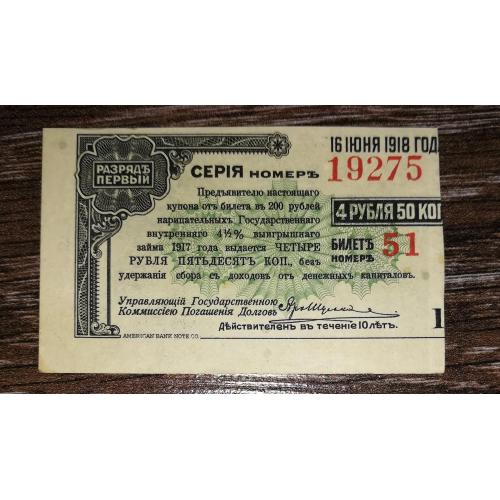 16 ІЮНЯ 1918 ГОД
РАЗРЯДЪ
ПЕРВЫЙ
СЕРІЯ НОМЕРЪ 19275
Предъявителю настоящаго
купона отъ билета въ 200 рублей
нарицательныхъ Государственнаго
внутренняго 4½% выигрышнаго
займа 1917 года выдается ЧЕТЫРЕ
РУБЛЯ ПЯТЬДЕСЯТЪ КОП., безъ
удержанія сбора съ доходовъ отъ денежныхъ капиталовъ.
4 РУБЛЯ 50 КОП
БИЛЕТЪ
НОМЕРЪ 51
Управляющій Государственною
Коммиссіею Погашенія Долговъ
Дѣйствителенъ въ теченіе 10 лѣтъ.
AMERICAN BANK NOTE CO.